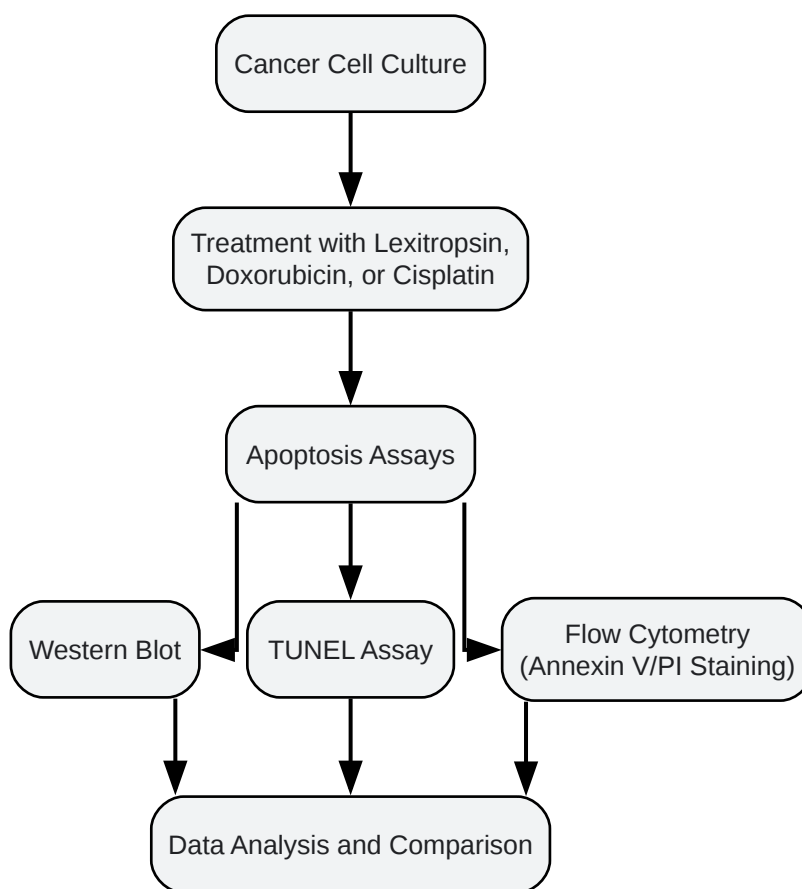 Cancer Cell Culture
Treatment with Lexitropsin,
Doxorubicin, or Cisplatin
Apoptosis Assays
Western Blot
TUNEL Assay
Flow Cytometry
(Annexin V/PI Staining)
Data Analysis and Comparison